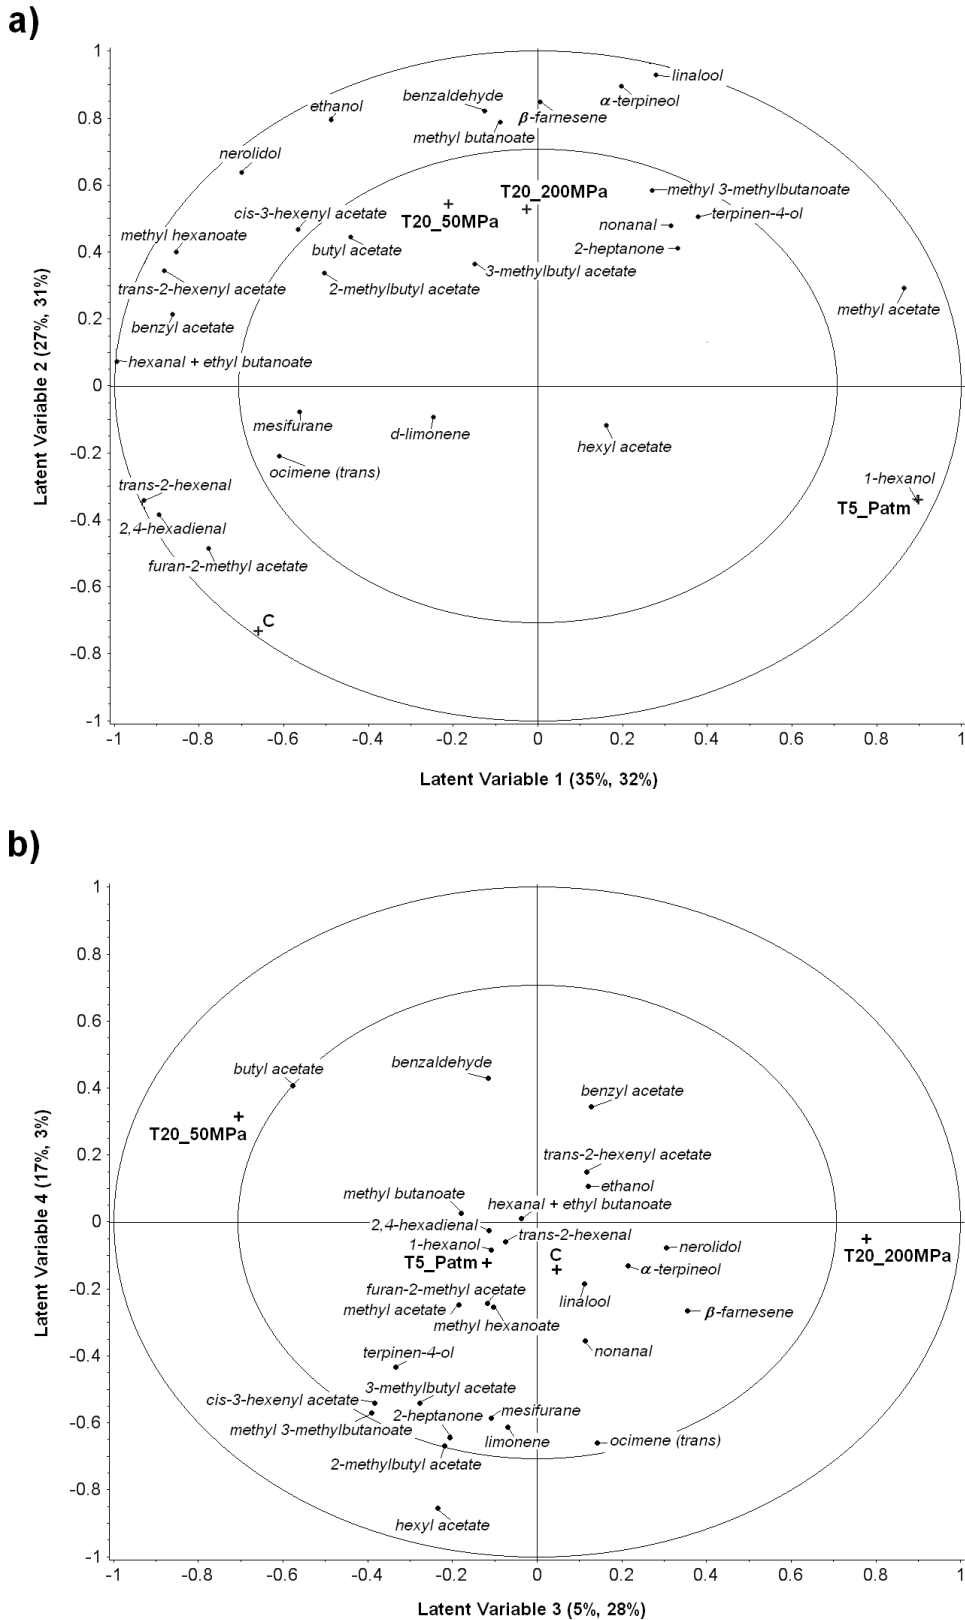 a)
1
linalool
benzaldehyde
α-terpineol
ethanol
β-farnesene
0.8
methyl butanoate
nerolidol
0.6
T20_200MPa
methyl 3-methylbutanoate
cis-3-hexenyl acetate
T20_50MPa
terpinen-4-ol
nonanal
methyl hexanoate
butyl acetate
2-heptanone
0.4
3-methylbutyl acetate
trans-2-hexenyl acetate
2-methylbutyl acetate
methyl acetate
0.2
benzyl acetate
hexanal + ethyl butanoate
0
mesifurane
d-limonene
hexyl acetate
-0.2
ocimene (trans)
trans-2-hexenal
1-hexanol
T5_Patm
-0.4
2,4-hexadienal
furan-2-methyl acetate
-0.6
C
-0.8
-1
-1 -0.8 -0.6 -0.4 -0.2 0 0.2 0.4 0.6 0.8 1
Latent Variable 2 (27%, 31%)
Latent Variable 1 (35%, 32%)
b)
1
0.8
0.6
butyl acetate
benzaldehyde
benzyl acetate
0.4
T20_50MPa
0.2
trans-2-hexenyl acetate
methyl butanoate
ethanol
hexanal + ethyl butanoate
0
2,4-hexadienal
trans-2-hexenal
1-hexanol
nerolidol
T20_200MPa
T5_Patm
C
α-terpineol
-0.2
furan-2-methyl acetate
linalool
methyl acetate
β-farnesene
methyl hexanoate
nonanal
terpinen-4-ol
-0.4
3-methylbutyl acetate
cis-3-hexenyl acetate
2-heptanone
mesifurane
methyl 3-methylbutanoate
-0.6
limonene
ocimene (trans)
2-methylbutyl acetate
-0.8
hexyl acetate
-1
-1 -0.8 -0.6 -0.4 -0.2 0 0.2 0.4 0.6 0.8 1
Latent Variable 4 (17%, 3%)
Latent Variable 3 (5%, 28%)